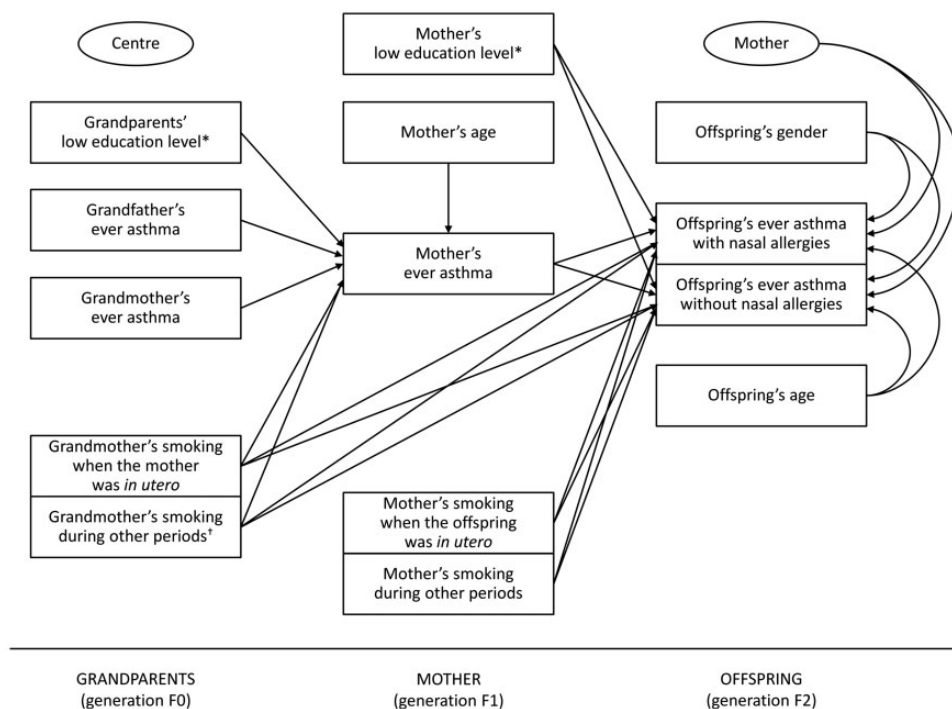 Centre
Grandparents'
low education level*
Grandfather's
ever asthma
Grandmother's
ever asthma
Grandmother's smoking
when the mother
was in utero
Grandmother's smoking
during other periods†
Mother's
low education level*
Mother's age
Mother's
ever asthma
Mother's smoking
when the offspring
was in utero
Mother's smoking
during other periods
Mother
Offspring's gender
Offspring's ever asthma
with nasal allergies
Offspring's ever asthma
without nasal allergies
Offspring's age
GRANDPARENTS
(generation F0)
MOTHER
(generation F1)
OFFSPRING
(generation F2)